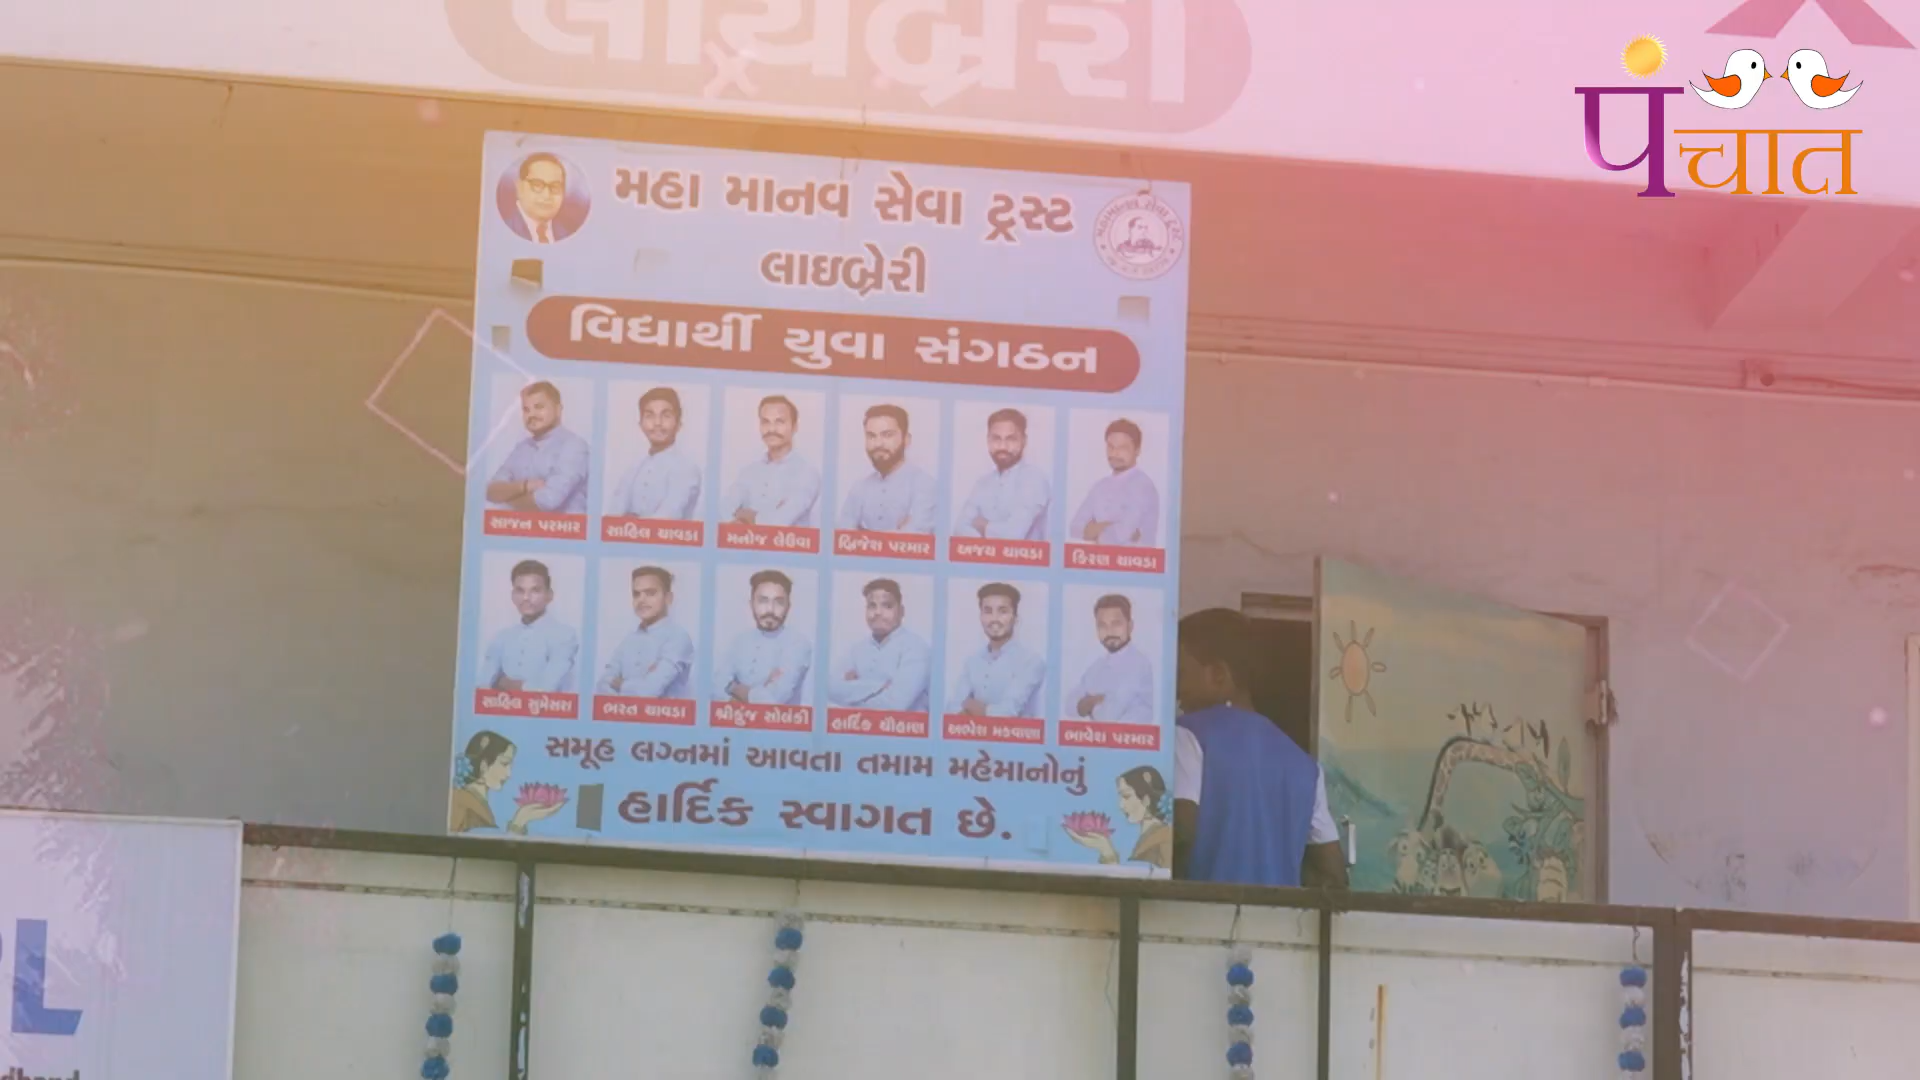 લાયબ્રેરી
पंचात
મહા માનવ સેવા ટ્રસ્ટ
લાઇબ્રેરી
વિદ્યાર્થી યુવા સંગઠન
સાજન પરમાર
સાહિલ ચાવડા
મનોજ લેઉવા
બ્રિજેશ પરમાર
અજય ચાવડા
કિરણ ચાવડા
સાહિલ સુમેસરા
ભરત ચાવડા
શ્રીકુંજ સોલંકી
હાર્દિક ચૌહાણ
અલ્પેશ મકવાણા
ભાવેશ પરમાર
સમૂહ લગ્નમાં આવતા તમામ મહેમાનોનું
હાર્દિક સ્વાગત છે.